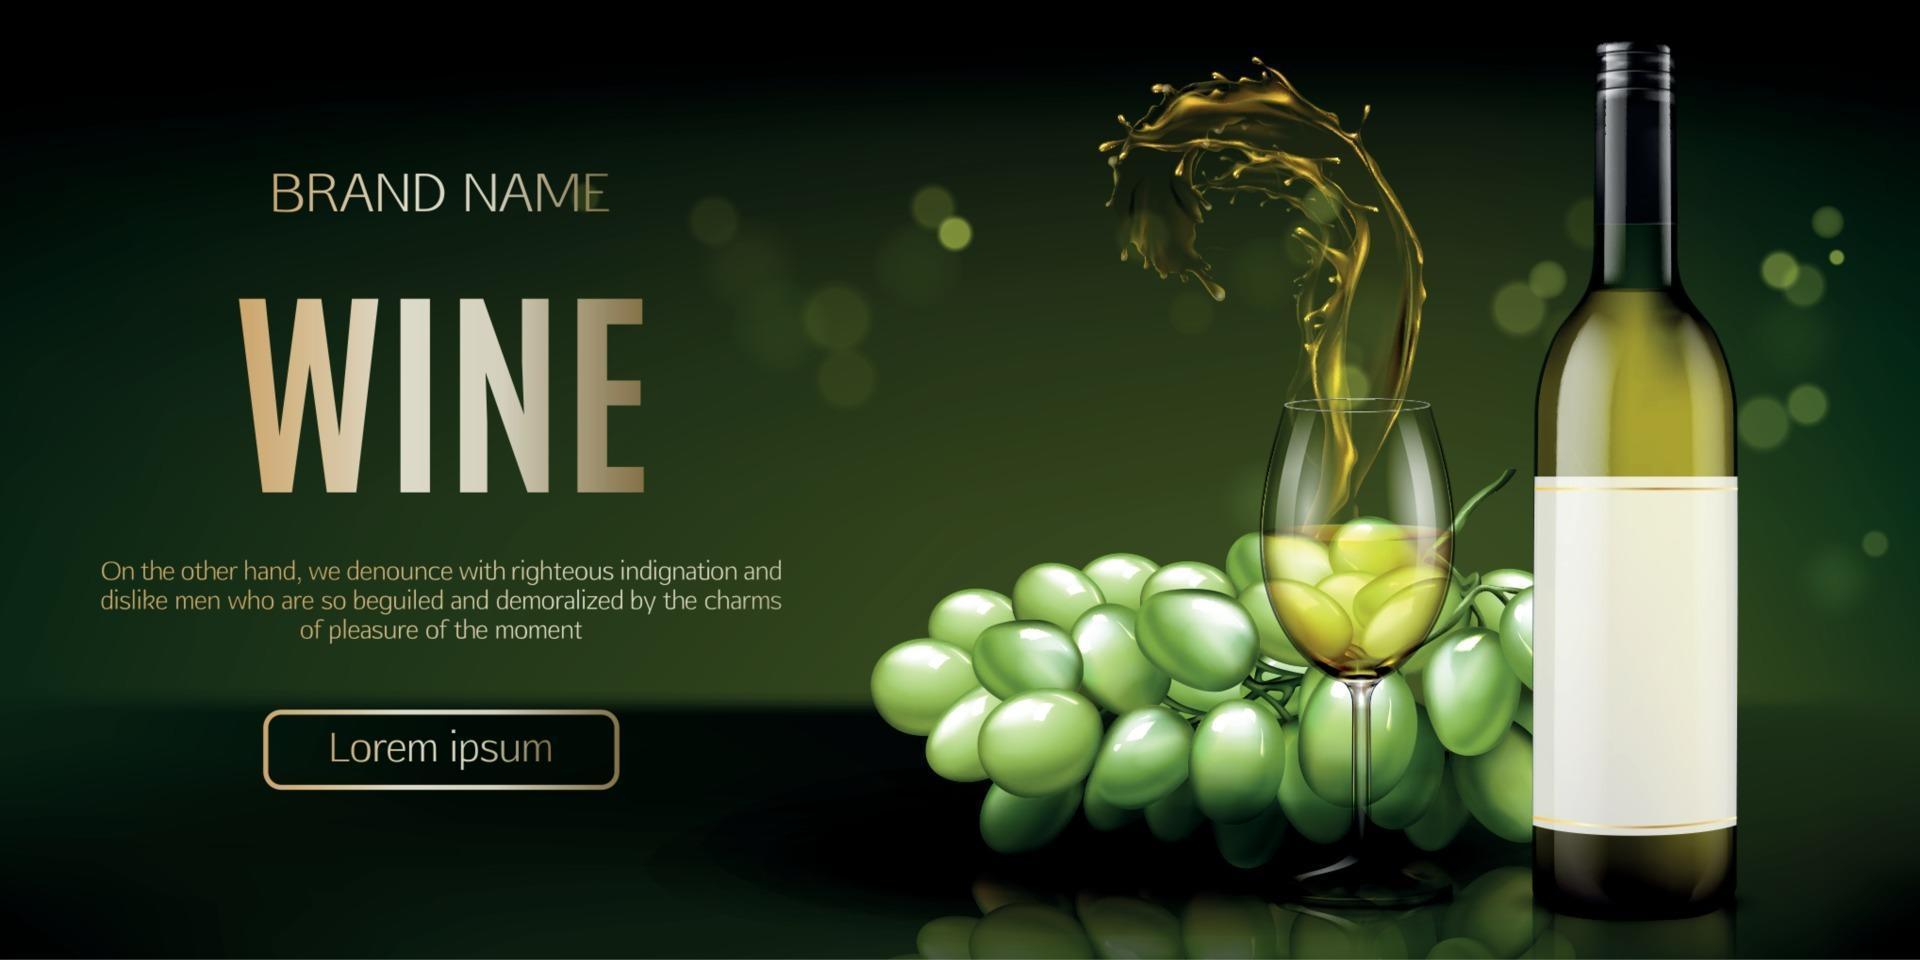 BRAND NAME
WINE
On the other hand, we denounce with righteous indignation and
dislike men who are so beguiled and demoralized by the charms
of pleasure of the moment
Lorem ipsum